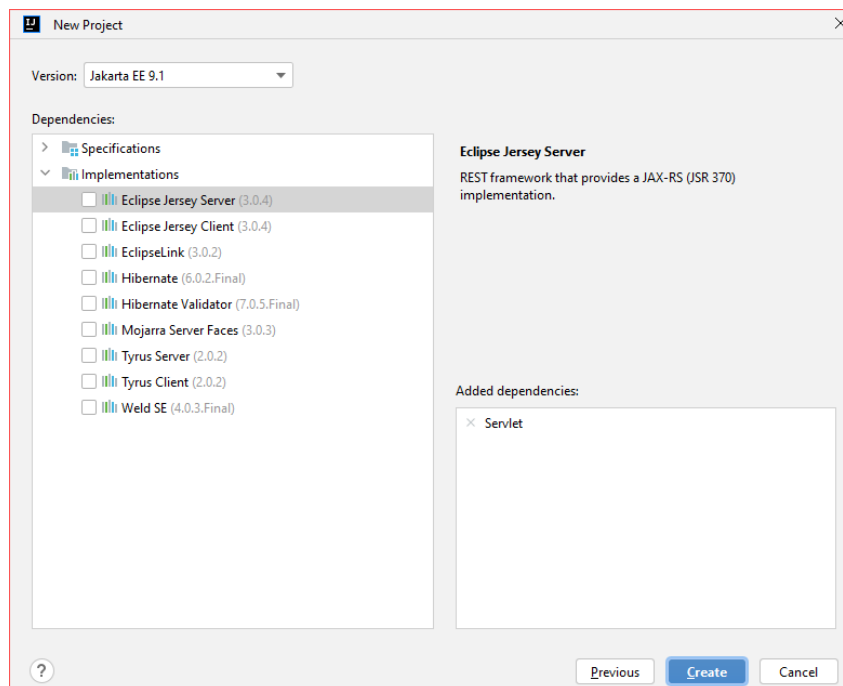 New Project
Version: Jakarta EE 9.1
Dependencies:
Specifications
Implementations
Eclipse Jersey Server (3.0.4)
Eclipse Jersey Client (3.0.4)
EclipseLink (3.0.2)
Hibernate (6.0.2.Final)
Hibernate Validator (7.0.5.Final)
Mojarra Server Faces (3.0.3)
Tyrus Server (2.0.2)
Tyrus Client (2.0.2)
Weld SE (4.0.3.Final)
Eclipse Jersey Server
REST framework that provides a JAX-RS (JSR 370)
implementation.
Added dependencies:
Servlet
?
Previous
Create
Cancel